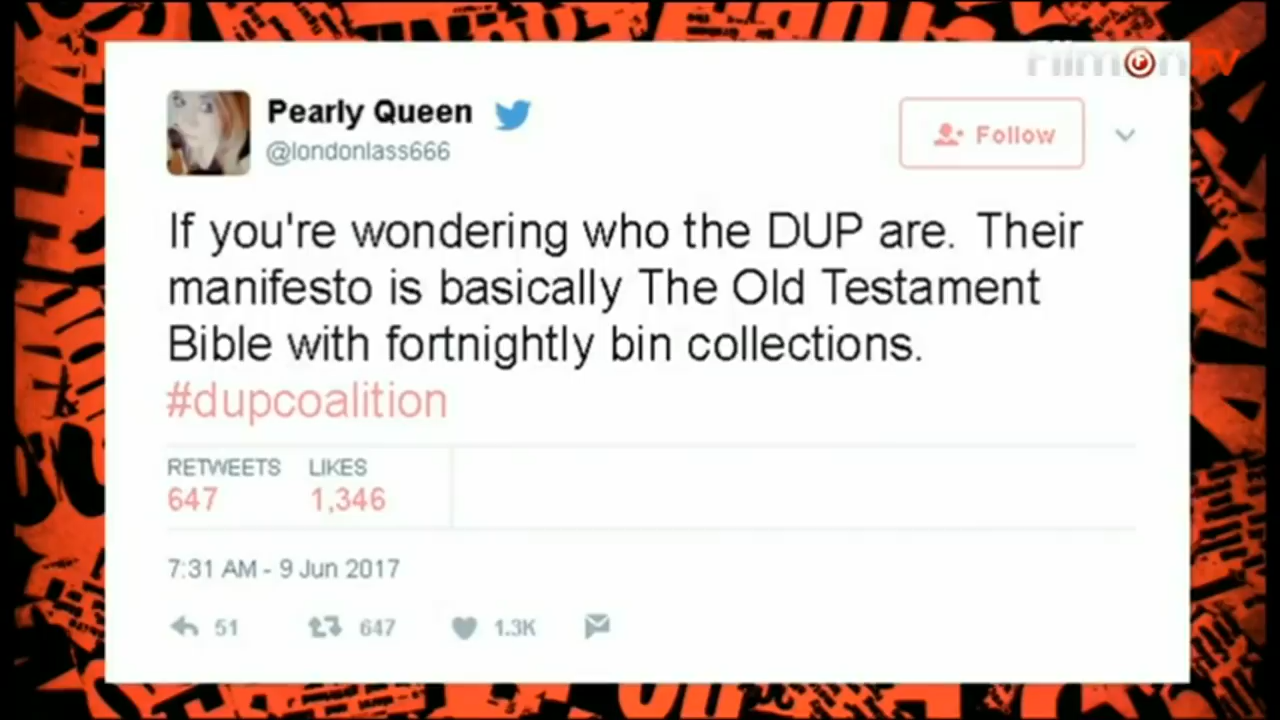 FilmOn.TV
Pearly Queen
@londonlass666
Follow
If you're wondering who the DUP are. Their
manifesto is basically The Old Testament
Bible with fortnightly bin collections.
#dupcoalition
RETWEETS LIKES
647 1,346
7:31 AM - 9 Jun 2017
51 647 1.3K